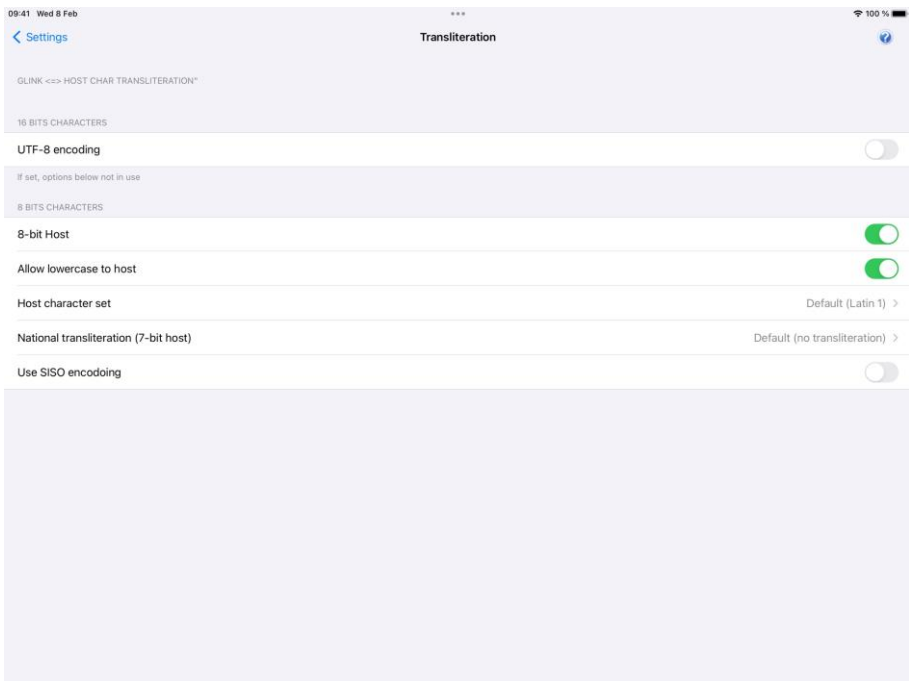 09:41 Wed 8 Feb 100 %
Settings Transliteration ?
GLINK <=> HOST CHAR TRANSLITERATION"
16 BITS CHARACTERS
UTF-8 encoding
If set, options below not in use
8 BITS CHARACTERS
8-bit Host
Allow lowercase to host
Host character set Default (Latin 1)
National transliteration (7-bit host) Default (no transliteration)
Use SISO encodoing